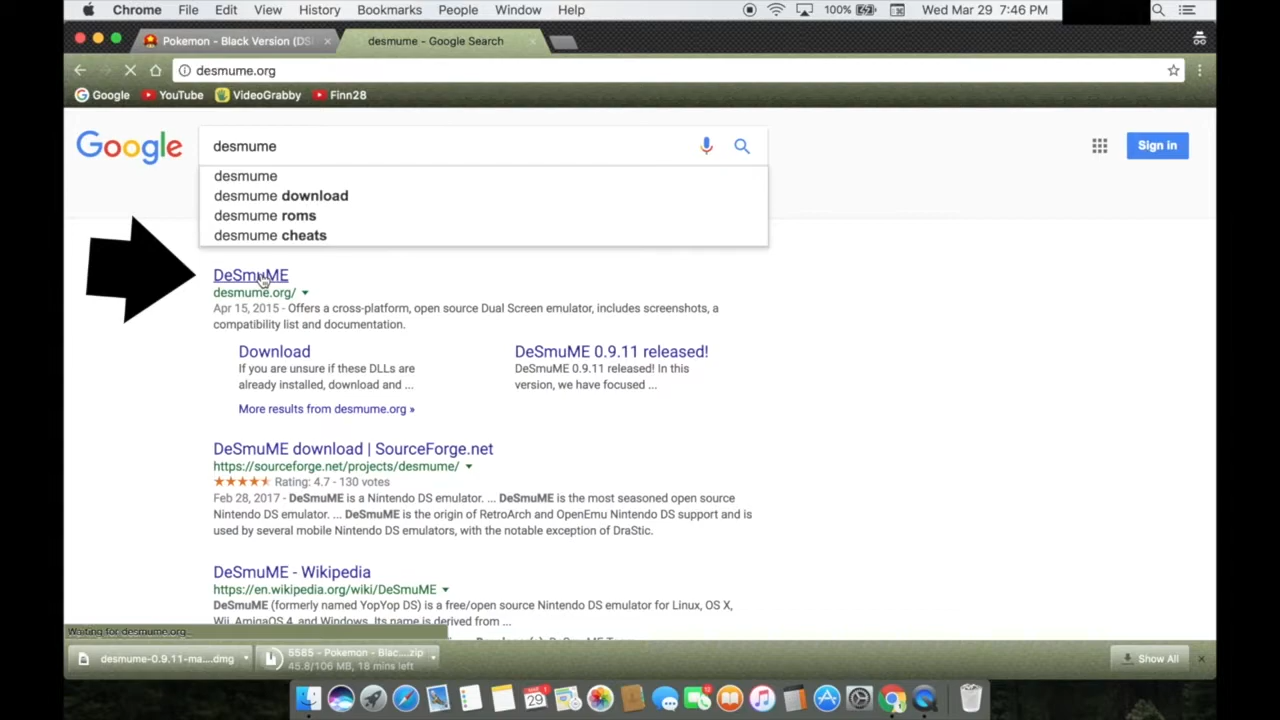 Chrome File Edit View History Bookmarks People Window Help 100% Wed Mar 29 7:46 PM
Pokemon - Black Version (DS desmume - Google Search
desmume.org
Google YouTube VideoGrabby Finn28
Google desmume Sign in
desmume
desmume download
desmume roms
desmume cheats
DeSmuME
desmume.org/
Apr 15, 2015 - Offers a cross-platform, open source Dual Screen emulator, includes screenshots, a
compatibility list and documentation.
Download DeSmuME 0.9.11 released!
If you are unsure if these DLLs are DeSmuME 0.9.11 released! In this
already installed, download and ... version, we have focused ...
More results from desmume.org »
DeSmuME download | SourceForge.net
https://sourceforge.net/projects/desmume/
Rating: 4.7 - 130 votes
Feb 28, 2017 - DeSmuME is a Nintendo DS emulator. ... DeSmuME is the most seasoned open source
Nintendo DS emulator. ... DeSmuME is the origin of RetroArch and OpenEmu Nintendo DS support and is
used by several mobile Nintendo DS emulators, with the notable exception of DraStic.
DeSmuME - Wikipedia
https://en.wikipedia.org/wiki/DeSmuME
DeSmuME (formerly named YopYop DS) is a free/open source Nintendo DS emulator for Linux, OS X,
Wii, AmigaOS 4, and Windows. Its name is derived from ...
Waiting for desmume.org...
desmume-0.9.11-ma....dmg 5585 - Pokemon - Blac....zip Show All
45.8/106 MB, 18 mins left
29